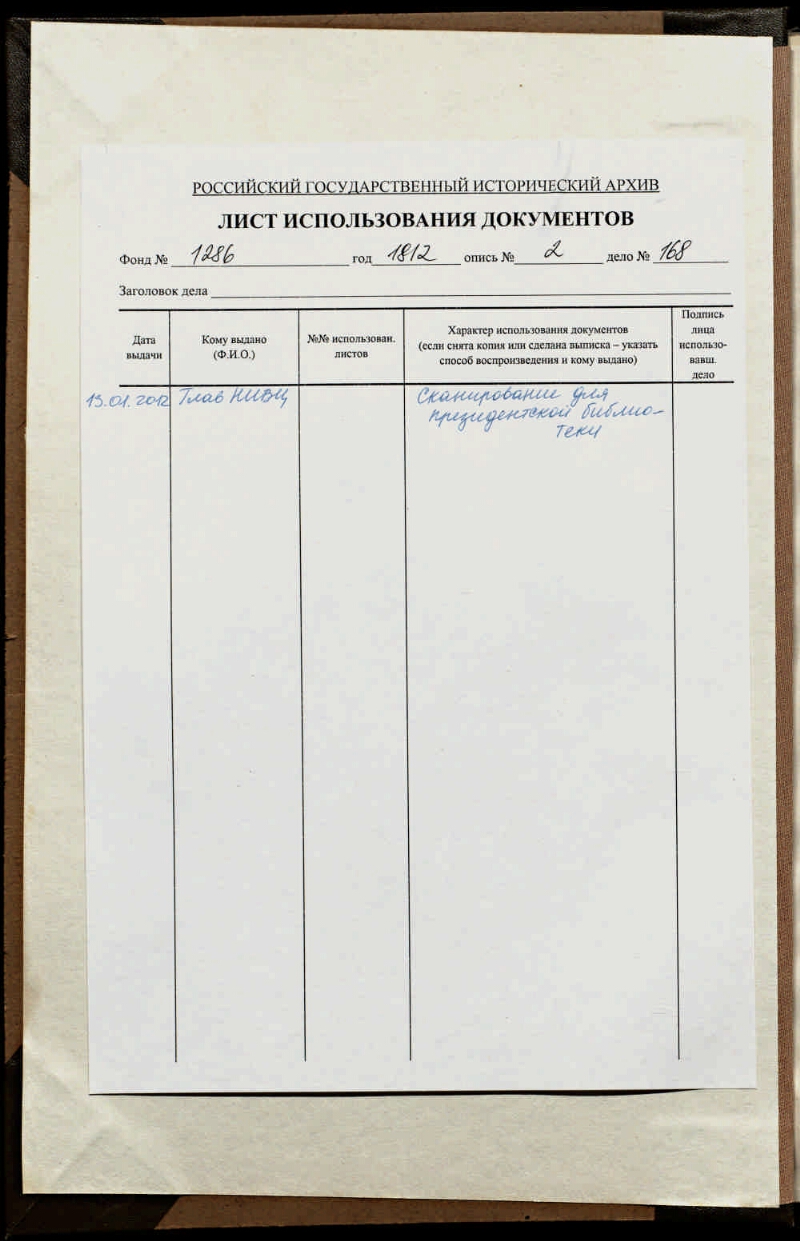 РОССИЙСКИЙ ГОСУДАРСТВЕННЫЙ ИСТОРИЧЕСКИЙ АРХИВ
ЛИСТ ИСПОЛЬЗОВАНИЯ ДОКУМЕНТОВ
Фонд № 1286 год 1812 опись № 2 дело № 168
Заголовок дела
Дата
выдачи
Кому выдано
(Ф.И.О.)
№№ использован.
листов
Характер использования документов
(если снята копия или сделана выписка – указать
способ воспроизведения и кому выдано)
Подпись
лица
использо-
вавш.
дело
13.01.2012 Глав НИВЦ
Сканирование для
президентской библио-
теки